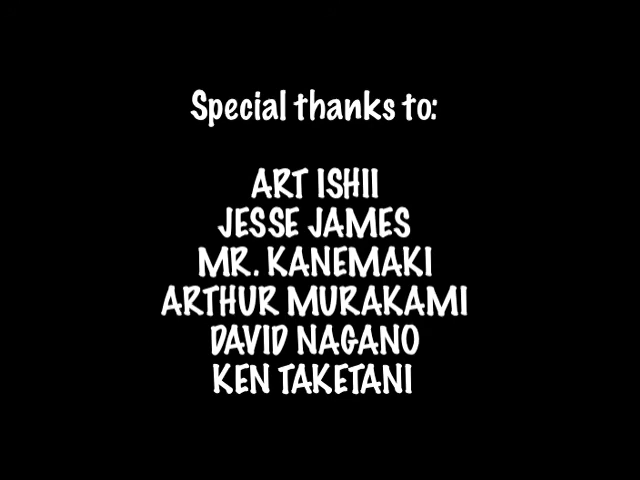 Special thanks to:
ART ISHII
JESSE JAMES
MR. KANEMAKI
ARTHUR MURAKAMI
DAVID NAGANO
KEN TAKETANI